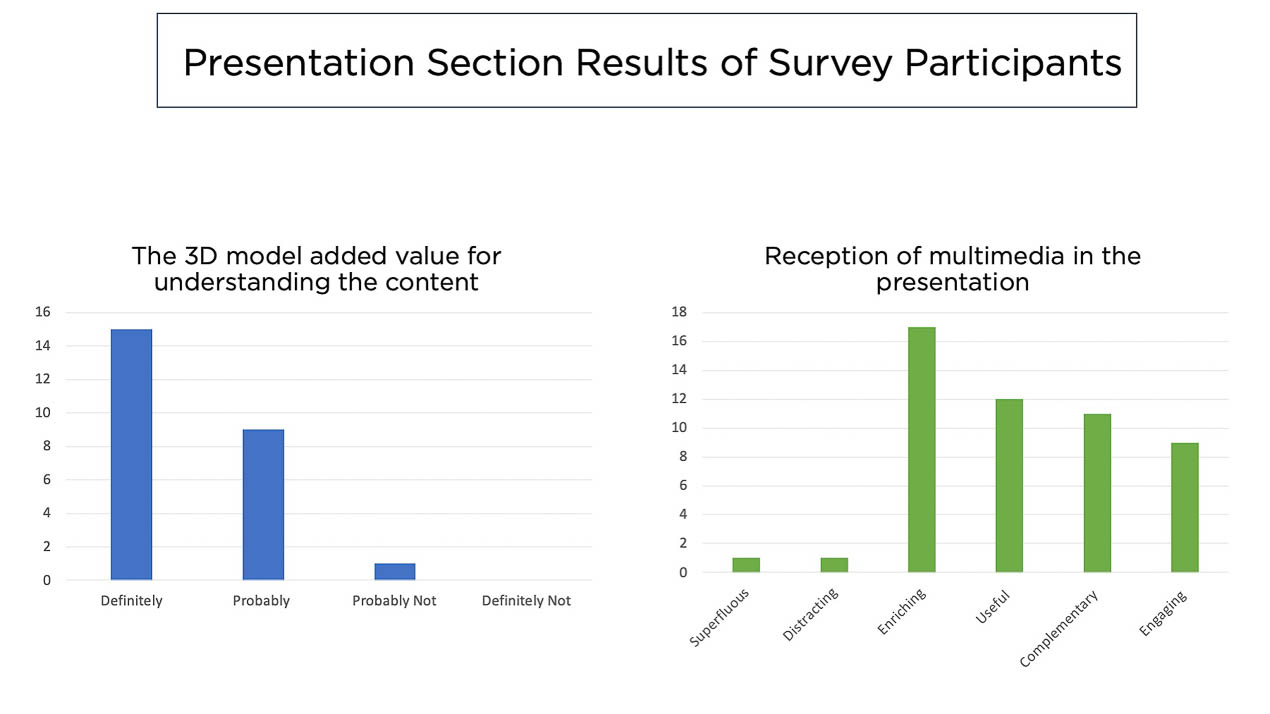 Presentation Section Results of Survey Participants
The 3D model added value for
understanding the content
16
14
12
10
8
6
4
2
0
Definitely
Probably
Probably Not
Definitely Not
Reception of multimedia in the
presentation
18
16
14
12
10
8
6
4
2
0
Superfluous
Distracting
Enriching
Useful
Complementary
Engaging